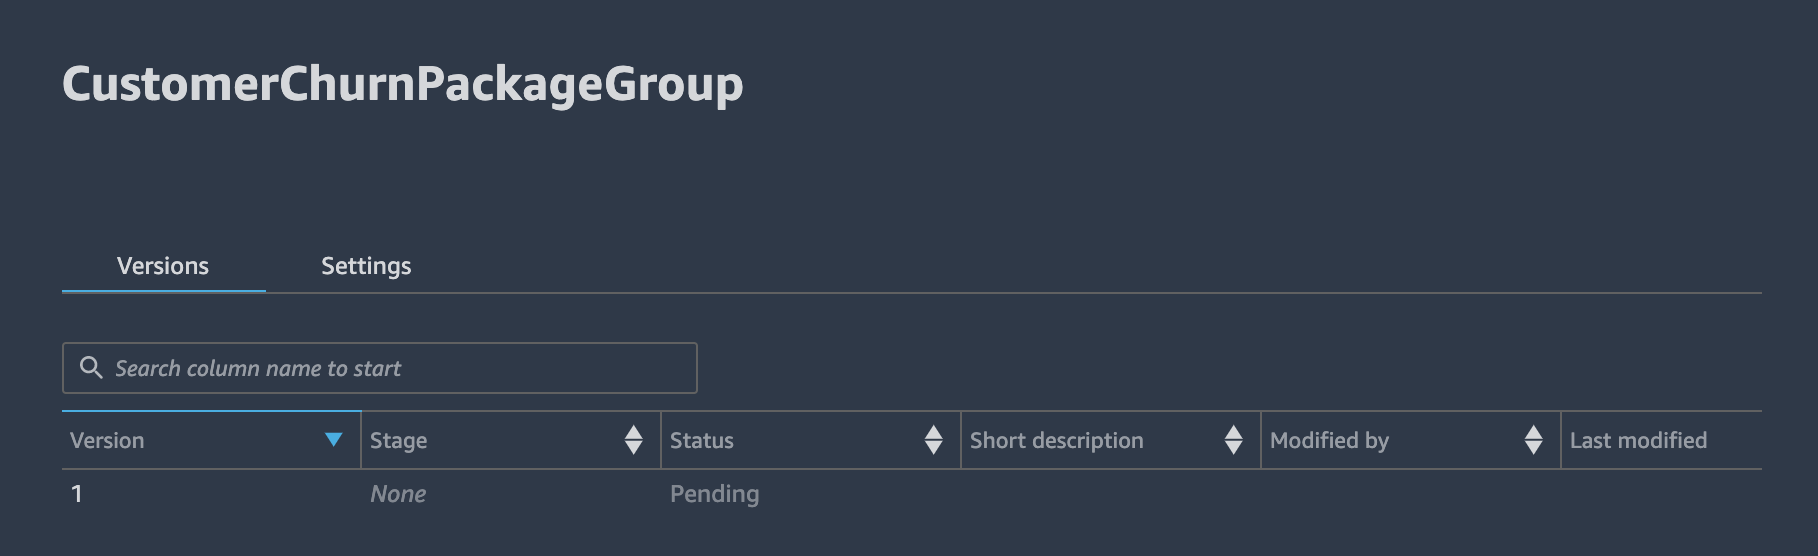 CustomerChurnPackageGroup
Versions Settings
Search column name to start
Version Stage Status Short description Modified by Last modified
1 None Pending